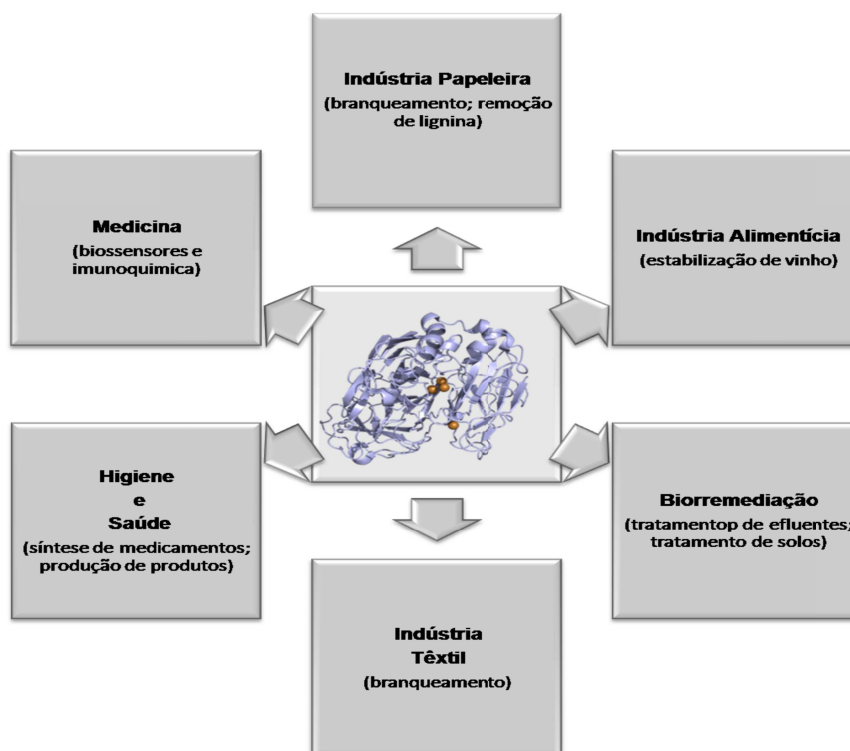 Indústria Papeleira
(branqueamento; remoção
de lignina)
Medicina
(biossensores e
imunoquimica)
Indústria Alimentícia
(estabilização de vinho)
Higiene
e
Saúde
(síntese de medicamentos;
produção de produtos)
Biorremediação
(tratamentop de efluentes;
tratamento de solos)
Indústria
Têxtil
(branqueamento)